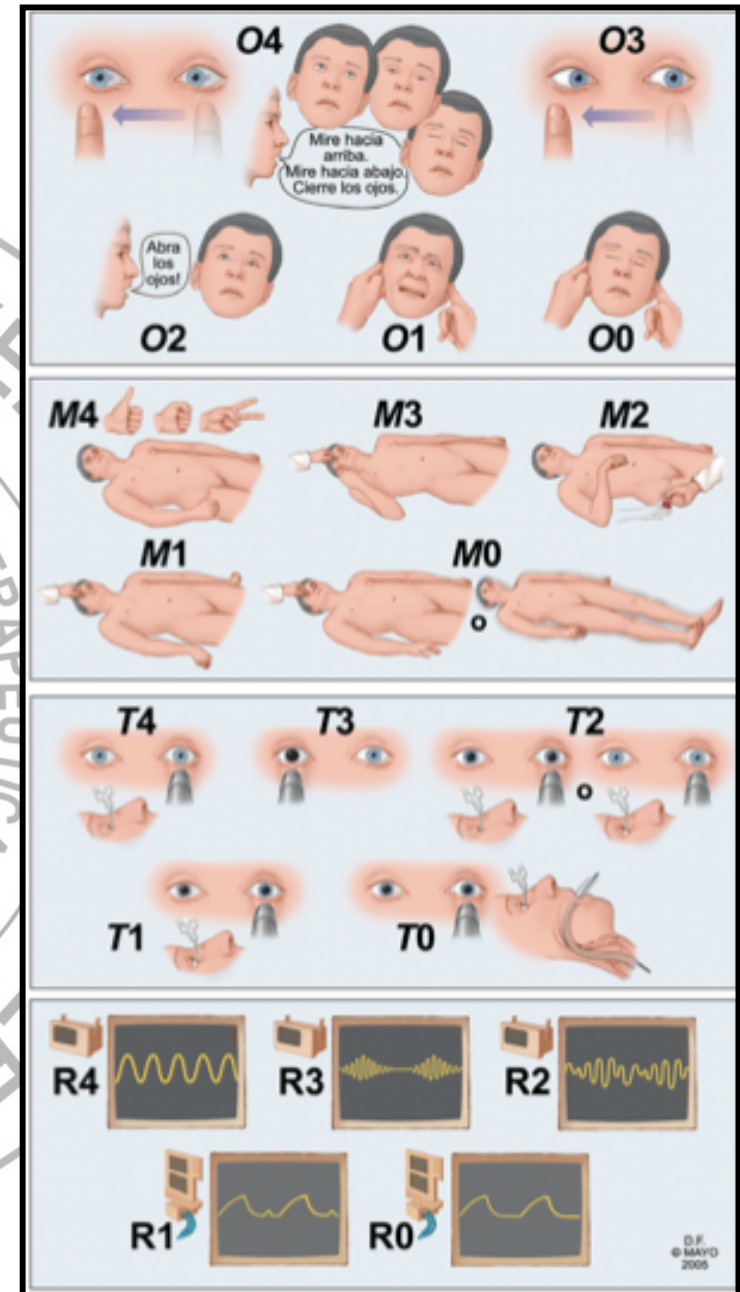 O4
O3
Mire hacia
arriba.
Mire hacia abajo.
Cierre los ojos.
Abra
los
ojos!
O2
O1
O0
M4
M3
M2
M1
M0
o
T4
T3
T2
o
T1
T0
R4
R3
R2
R1
R0
D.F.
© MAYO
2005